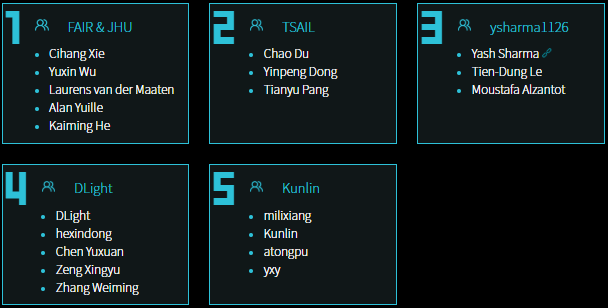 1 FAIR & JHU
Cihang Xie
Yuxin Wu
Laurens van der Maaten
Alan Yuille
Kaiming He
2 TSAIL
Chao Du
Yinpeng Dong
Tianyu Pang
3 ysharma1126
Yash Sharma
Tien-Dung Le
Moustafa Alzantot
4 DLight
DLight
hexindong
Chen Yuxuan
Zeng Xingyu
Zhang Weiming
5 Kunlin
milixiang
Kunlin
atongpu
yxy